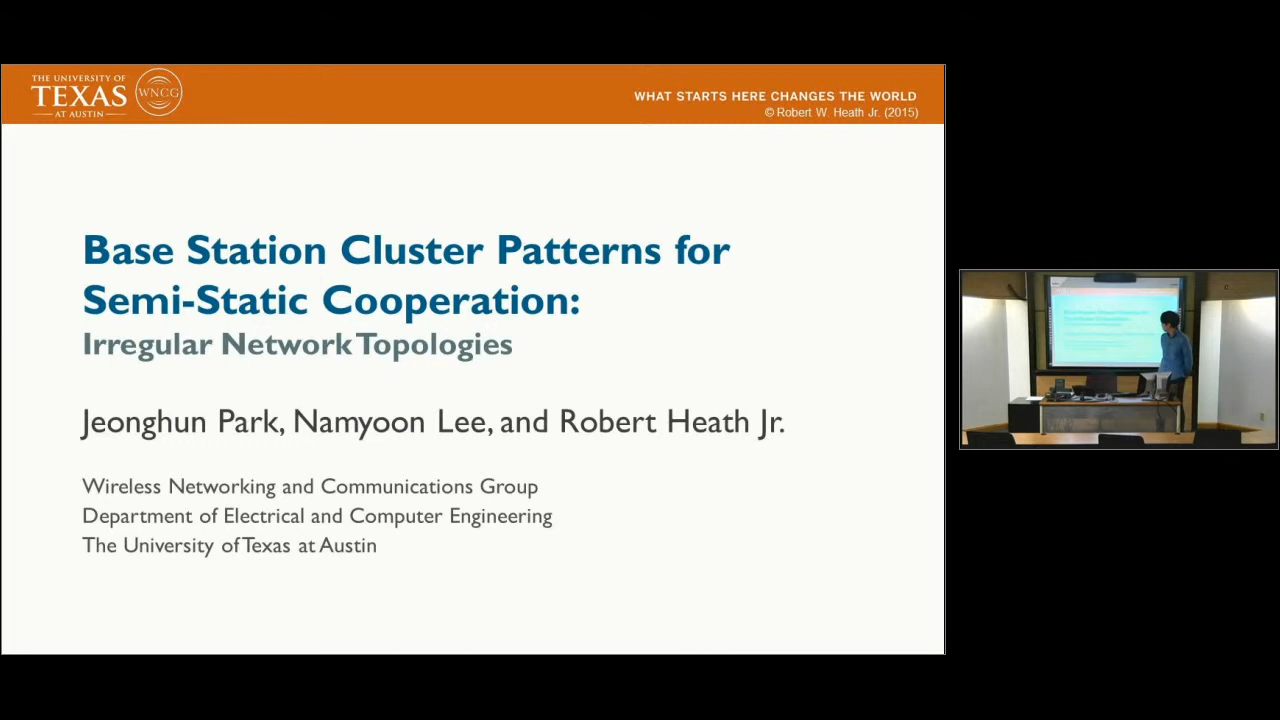 THE UNIVERSITY OF
TEXAS
AT AUSTIN
WNCG
WHAT STARTS HERE CHANGES THE WORLD
© Robert W. Heath Jr. (2015)
Base Station Cluster Patterns for
Semi-Static Cooperation:
Irregular Network Topologies
Jeonghun Park, Namyoon Lee, and Robert Heath Jr.
Wireless Networking and Communications Group
Department of Electrical and Computer Engineering
The University of Texas at Austin